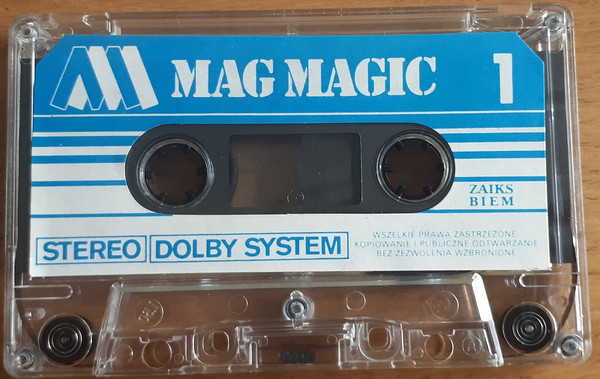 MAG MAGIC 1
ZAIKS
BIEM
STEREO DOLBY SYSTEM
WSZELKIE PRAWA ZASTRZEŻONE
KOPIOWANIE I PUBLICZNE ODTWARZANIE
BEZ ZEZWOLENIA WZBRONIONE